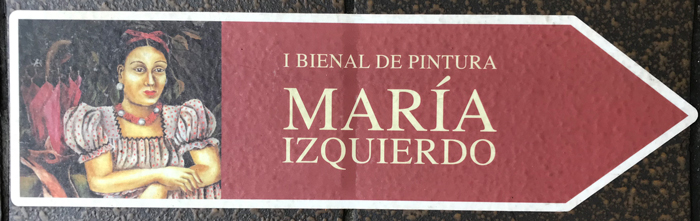 I BIENAL DE PINTURA
MARÍA
IZQUIERDO